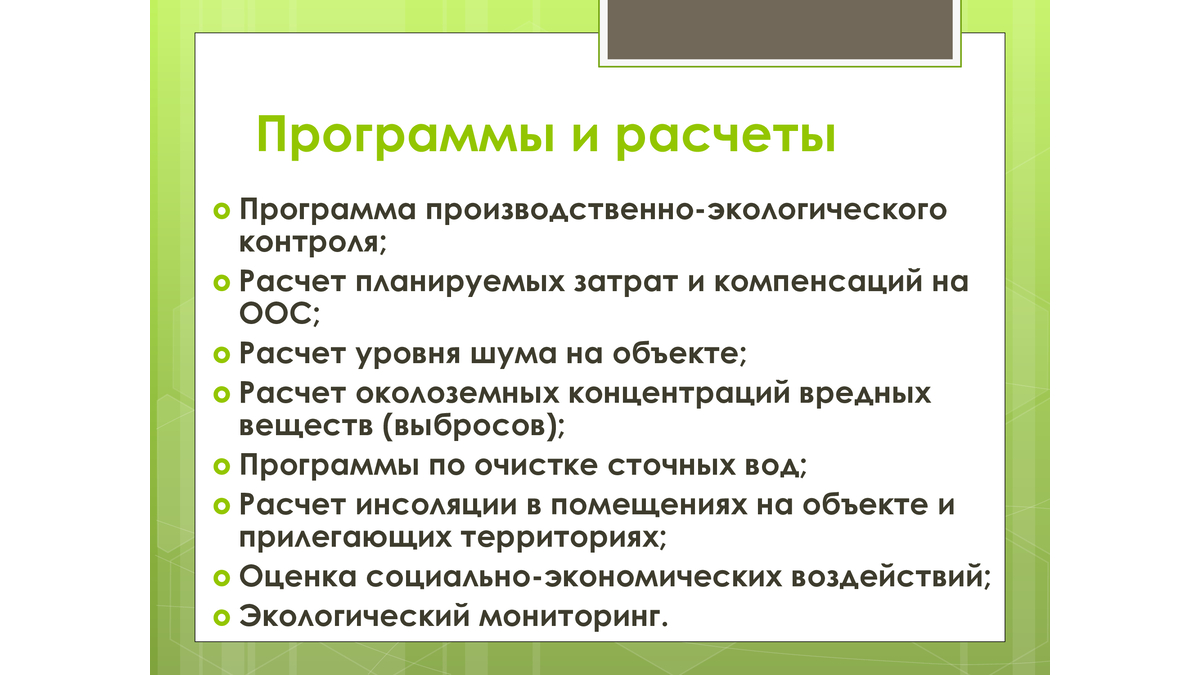 Программы и расчеты
Программа производственно-экологического
контроля;
Расчет планируемых затрат и компенсаций на
ООС;
Расчет уровня шума на объекте;
Расчет околоземных концентраций вредных
веществ (выбросов);
Программы по очистке сточных вод;
Расчет инсоляции в помещениях на объекте и
прилегающих территориях;
Оценка социально-экономических воздействий;
Экологический мониторинг.